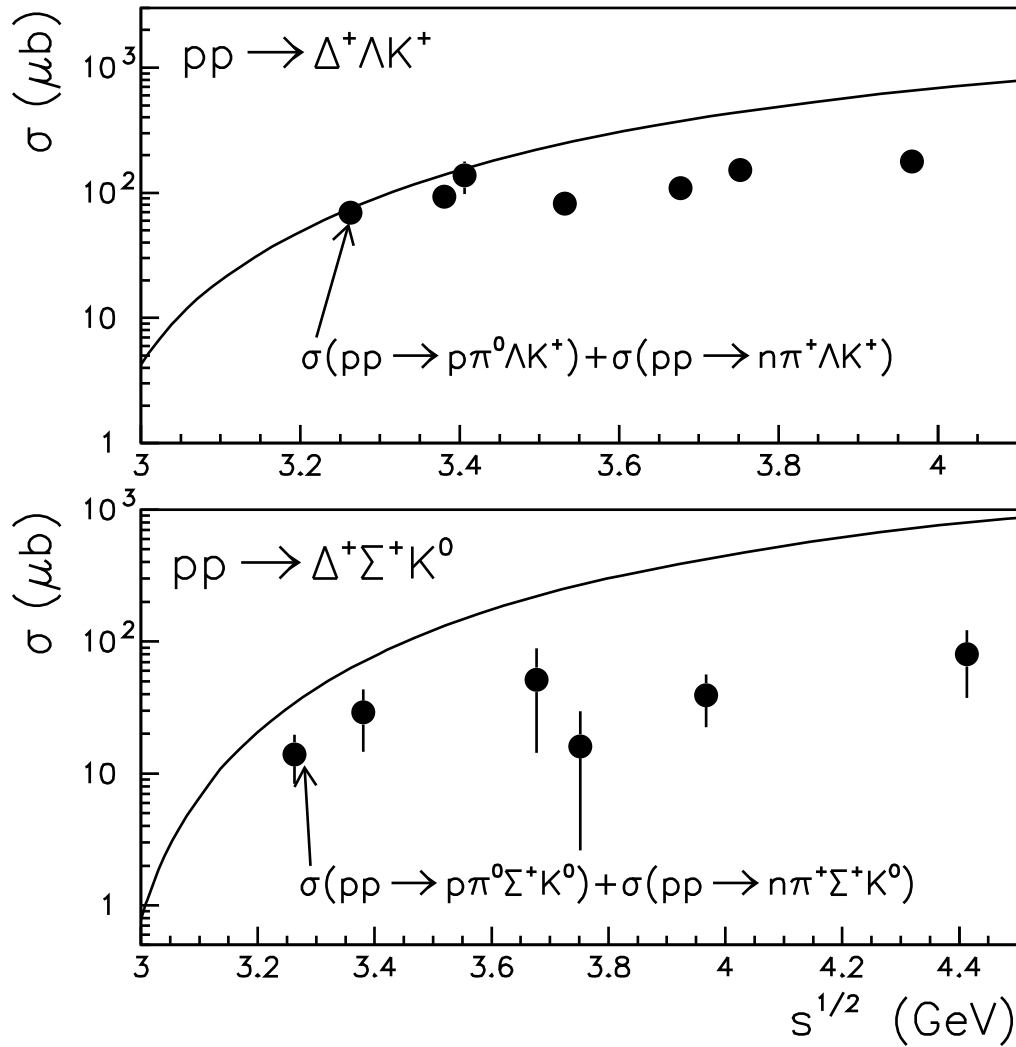 σ (μb)
pp → Δ⁺ΛK⁺
10³
10²
10
1
σ(pp → pπ⁰ΛK⁺)+σ(pp → nπ⁺ΛK⁺)
3 3.2 3.4 3.6 3.8 4
σ (μb)
pp → Δ⁺Σ⁺K⁰
10³
10²
10
1
σ(pp → pπ⁰Σ⁺K⁰)+σ(pp → nπ⁺Σ⁺K⁰)
3 3.2 3.4 3.6 3.8 4 4.2 4.4
s¹ᐟ² (GeV)